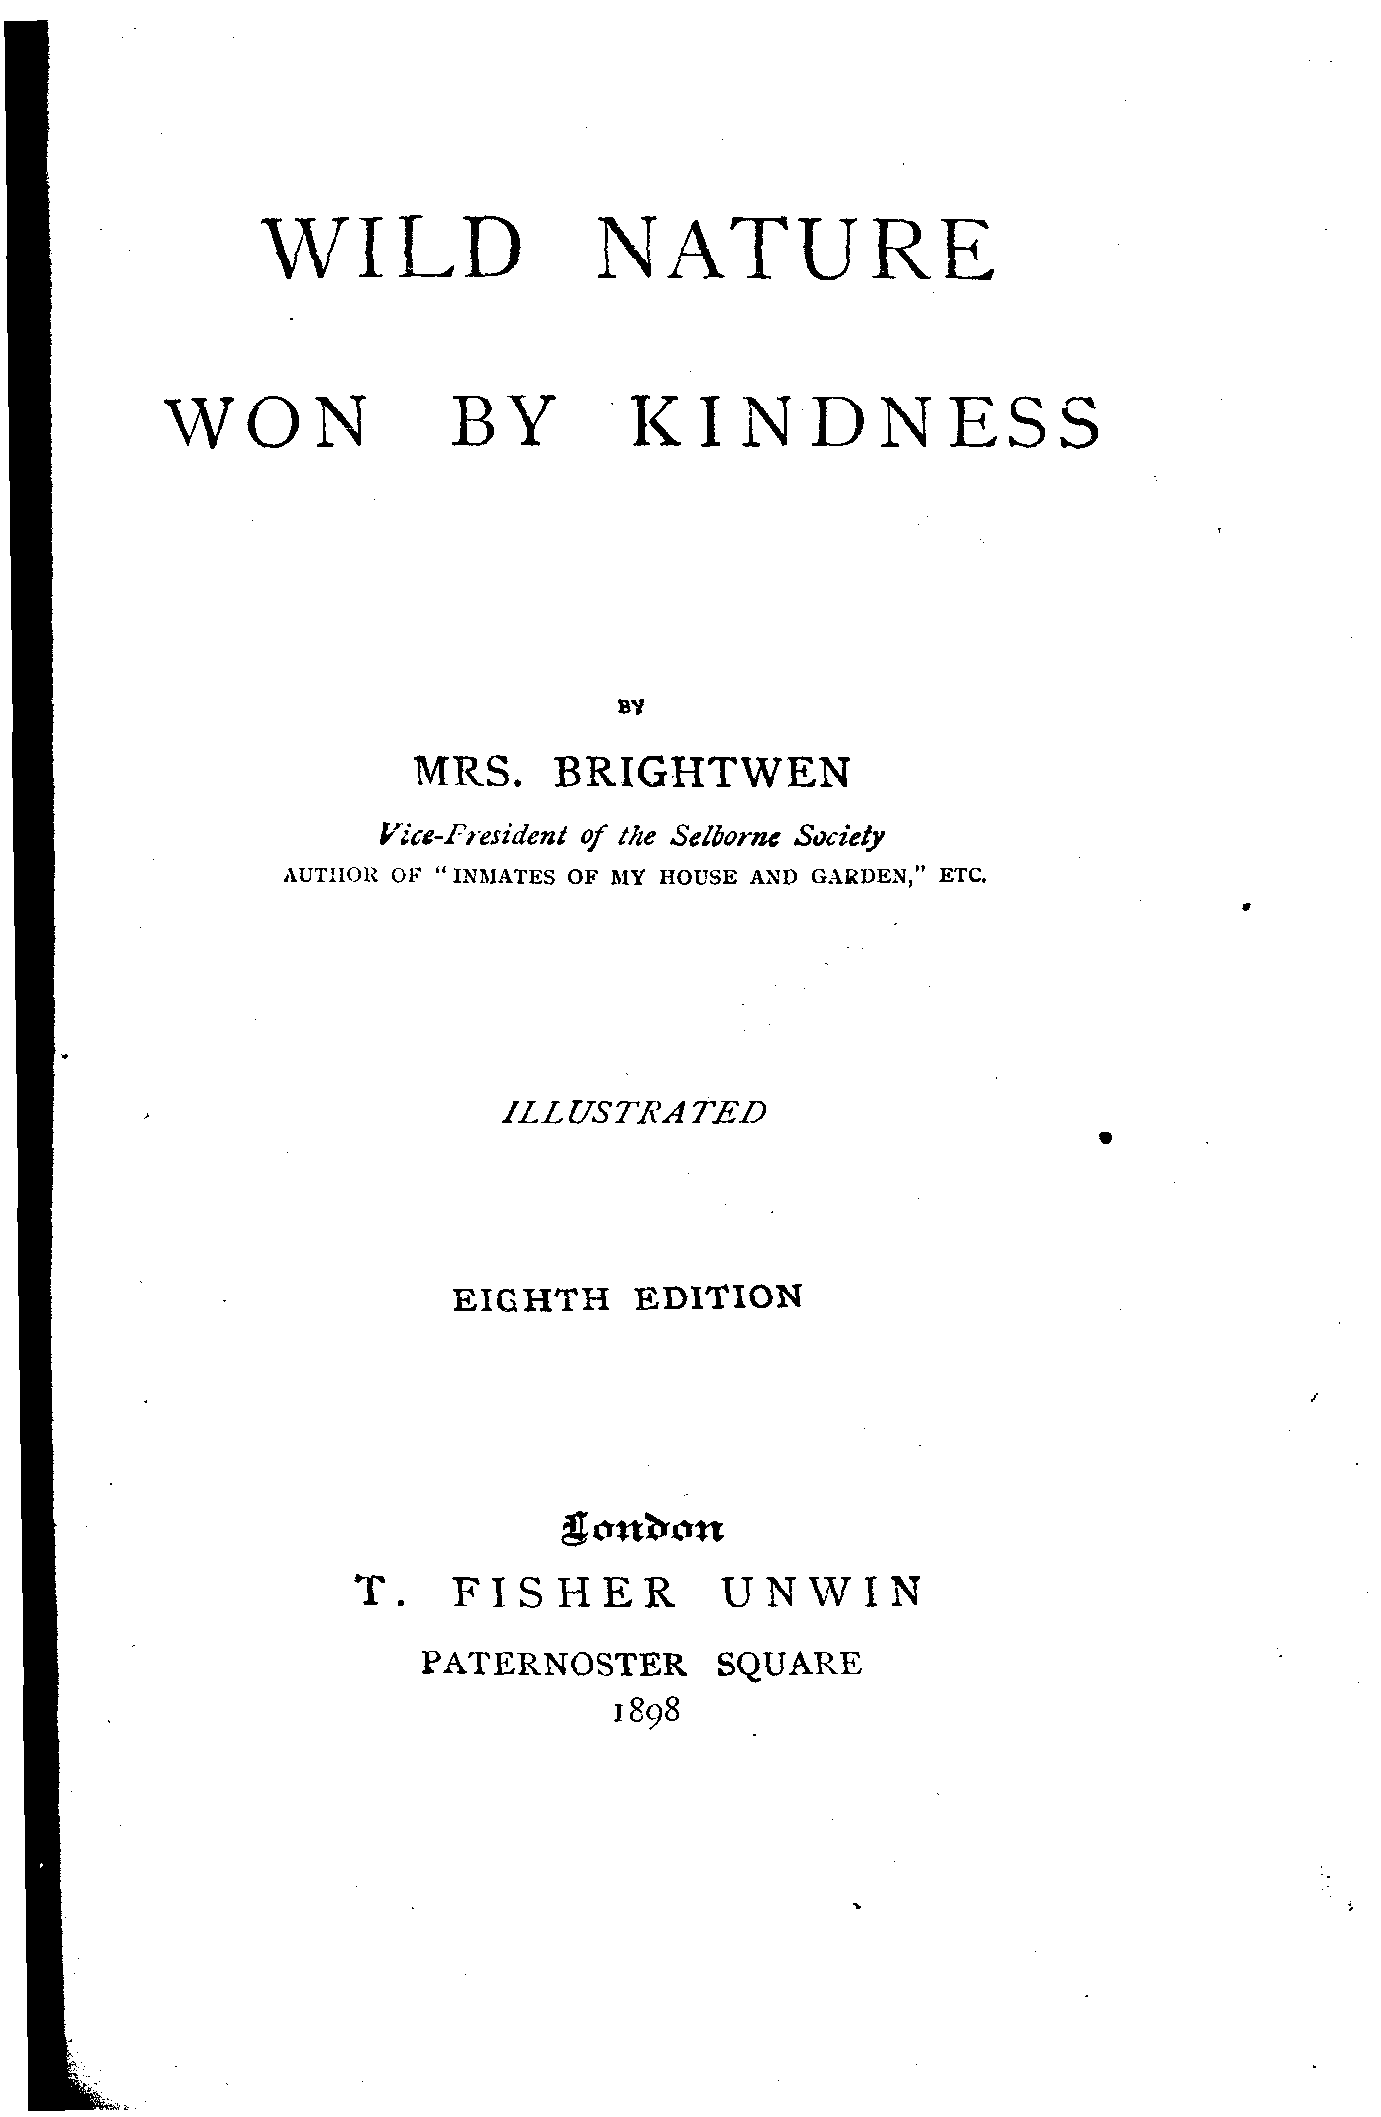 WILD NATURE
WON BY KINDNESS
BY
MRS. BRIGHTWEN
Vice-President of the Selborne Society
AUTHOR OF "INMATES OF MY HOUSE AND GARDEN," ETC.
ILLUSTRATED
EIGHTH EDITION
London
T. FISHER UNWIN
PATERNOSTER SQUARE
1898